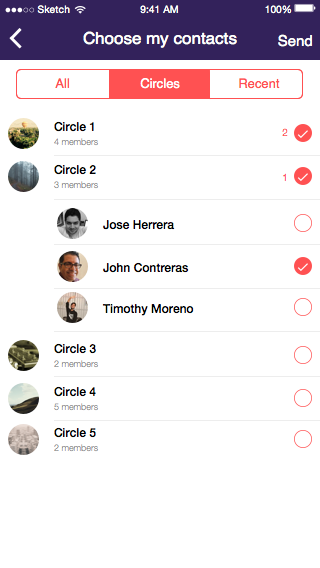 ●●●○○ Sketch 9:41 AM 100%
Choose my contacts Send
All Circles Recent
Circle 1
4 members
2
Circle 2
3 members
1
Jose Herrera
John Contreras
Timothy Moreno
Circle 3
2 members
Circle 4
5 members
Circle 5
2 members